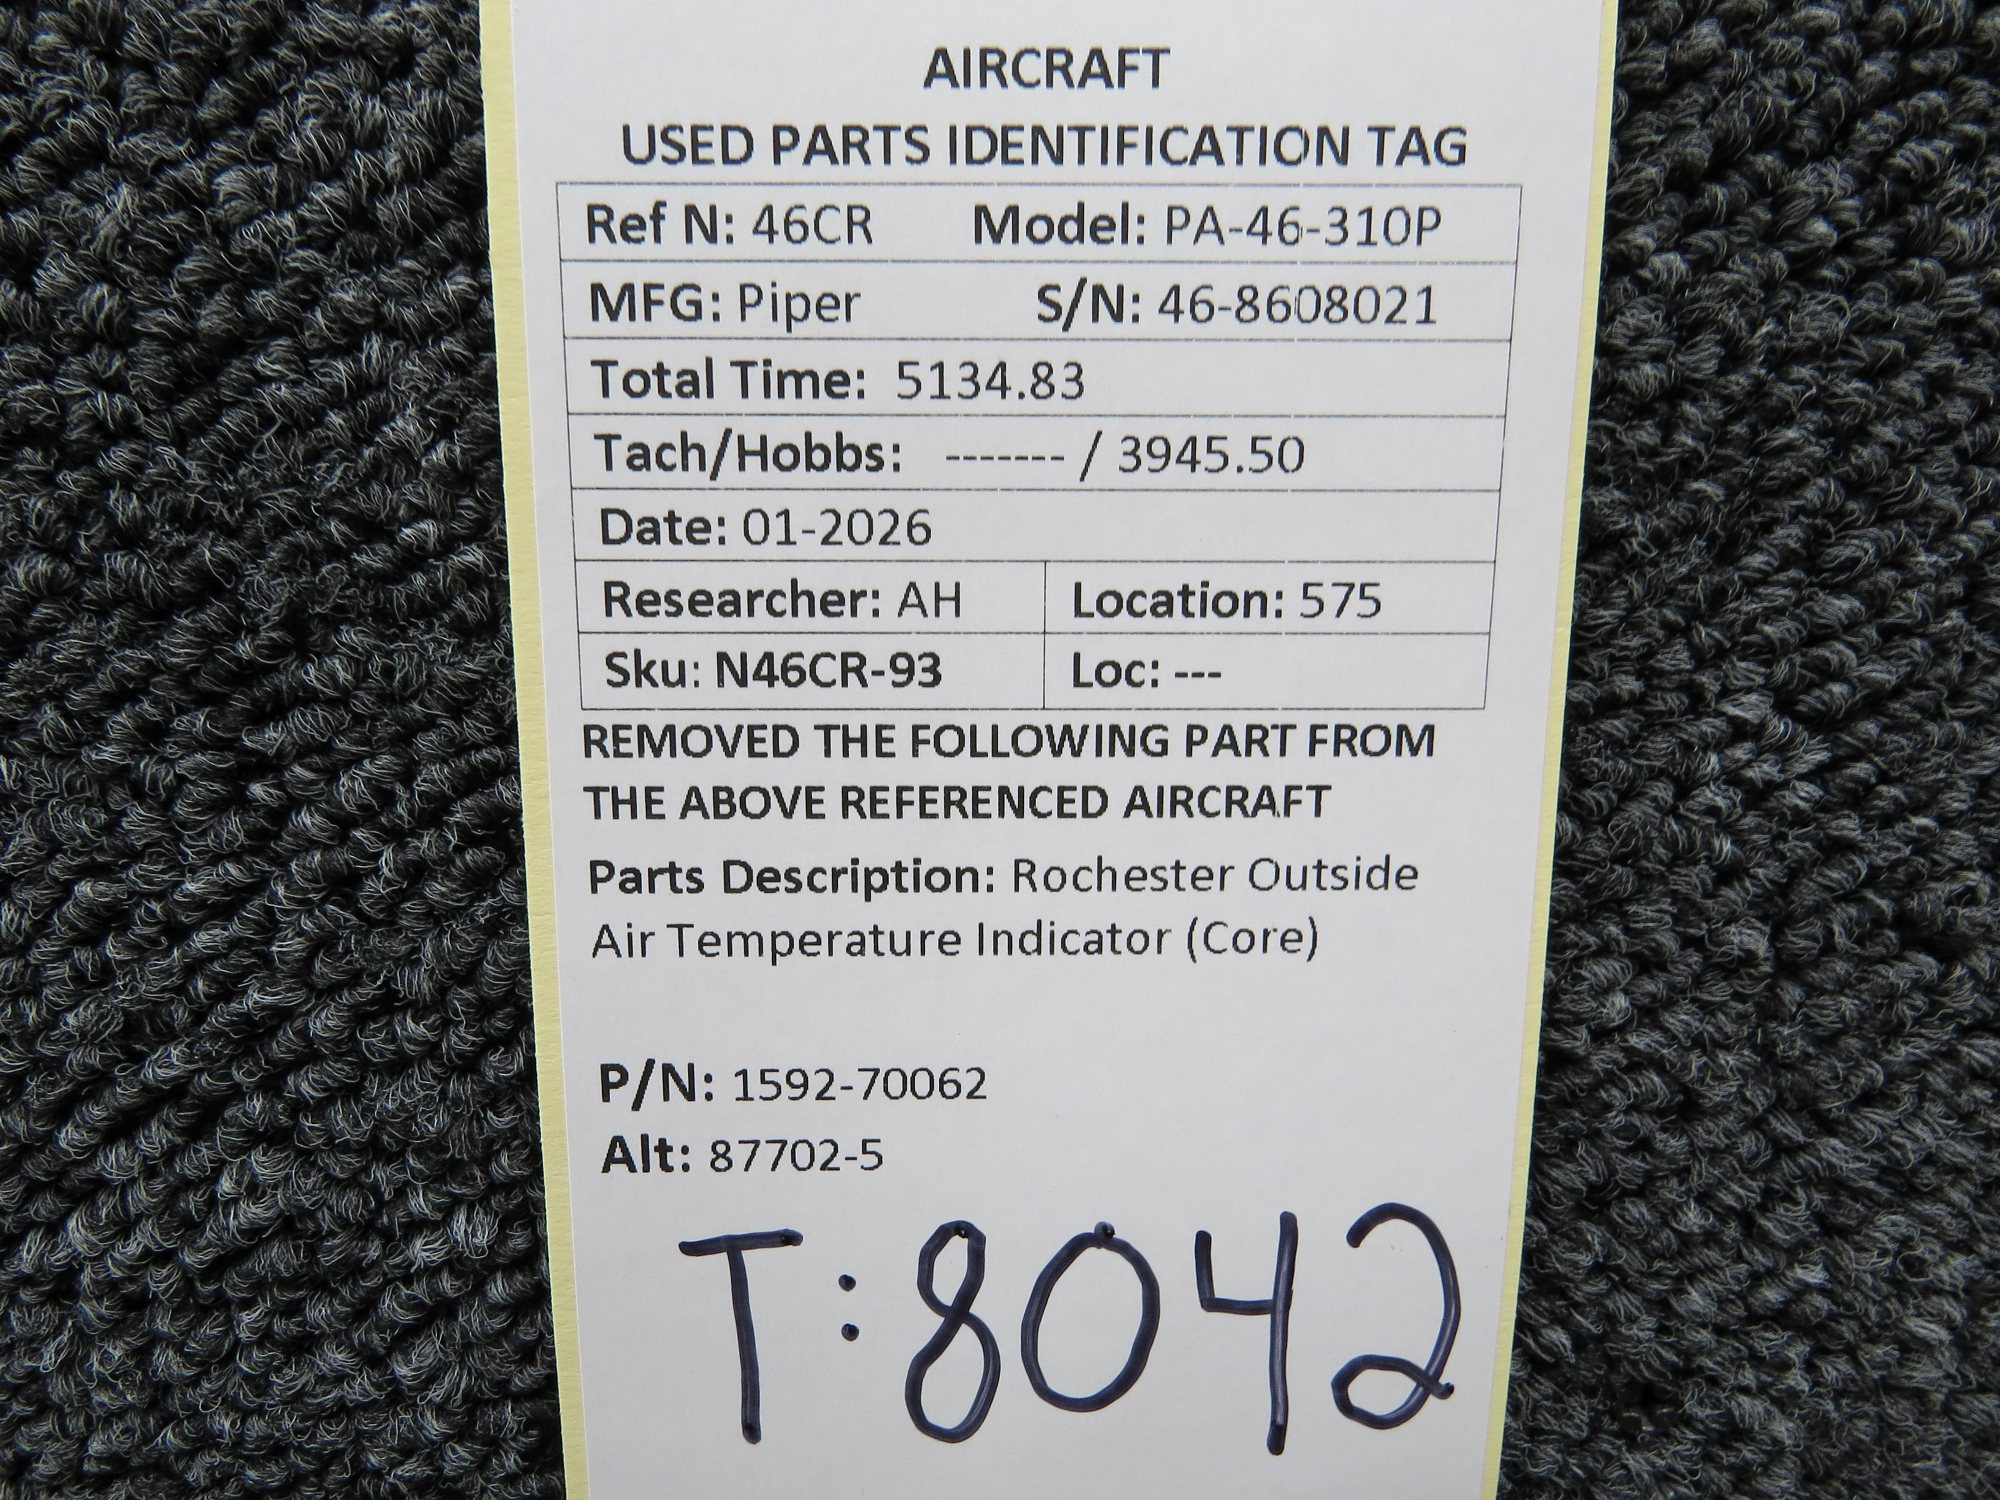 AIRCRAFT
USED PARTS IDENTIFICATION TAG
Ref N: 46CR Model: PA-46-310P
MFG: Piper S/N: 46-8608021
Total Time: 5134.83
Tach/Hobbs: ------- / 3945.50
Date: 01-2026
Researcher: AH Location: 575
Sku: N46CR-93 Loc: ---
REMOVED THE FOLLOWING PART FROM
THE ABOVE REFERENCED AIRCRAFT
Parts Description: Rochester Outside
Air Temperature Indicator (Core)
P/N: 1592-70062
Alt: 87702-5
T:8042